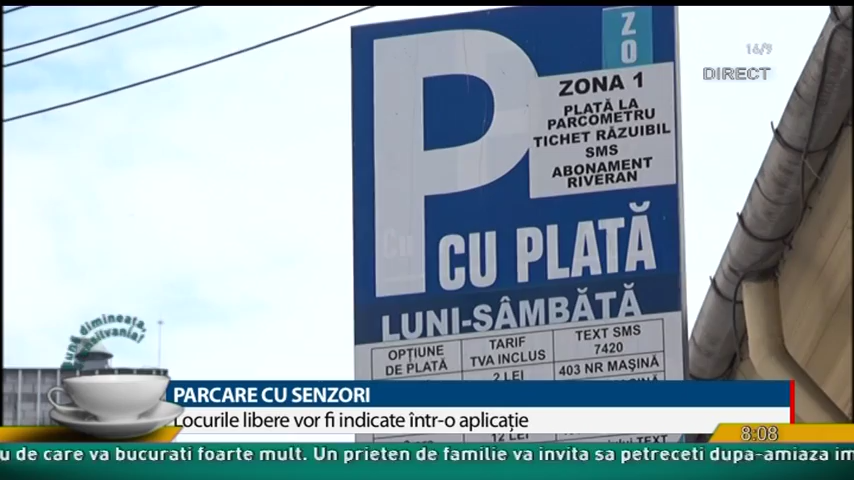 Z
O
16/9
DIRECT
P
ZONA 1
PLATĂ LA
PARCOMETRU
TICHET RĂZUIBIL
SMS
ABONAMENT
RIVERAN
Cu
CU PLATĂ
LUNI-SÂMBĂTĂ
OPȚIUNE
DE PLATĂ
TARIF
TVA INCLUS
TEXT SMS
7420
2 LEI
403 NR MAȘINĂ
12 LEI
TEXT
bună dimineața,
PARCARE CU SENZORI
Locurile libere vor fi indicate într-o aplicație
8:08
u de care va bucurati foarte mult. Un prieten de familie va invita sa petreceti dupa-amiaza im